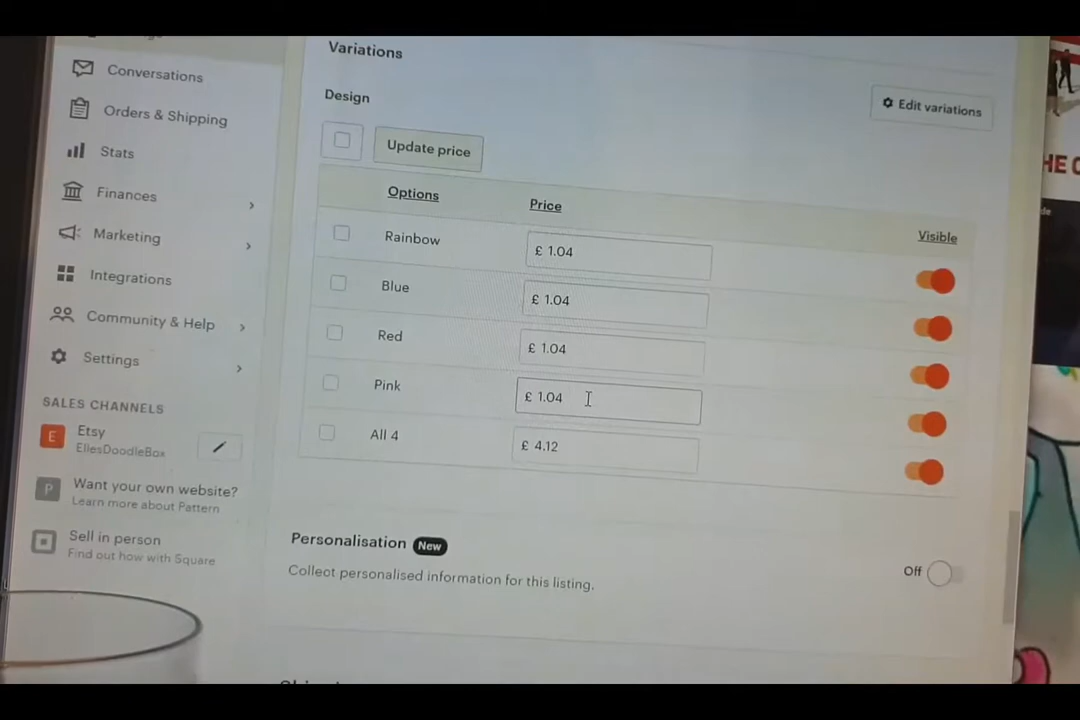 Variations
Conversations
Design
Edit variations
Orders & Shipping
Update price
Stats
Options
Price
Visible
Finances
Rainbow
£ 1.04
Marketing
Blue
£ 1.04
Integrations
Red
£ 1.04
Community & Help
Pink
£ 1.04
Settings
All 4
£ 4.12
SALES CHANNELS
E
Etsy
EllesDoodleBox
P
Want your own website?
Learn more about Pattern
Personalisation New
Collect personalised information for this listing.
Off
Sell in person
Find out how with Square